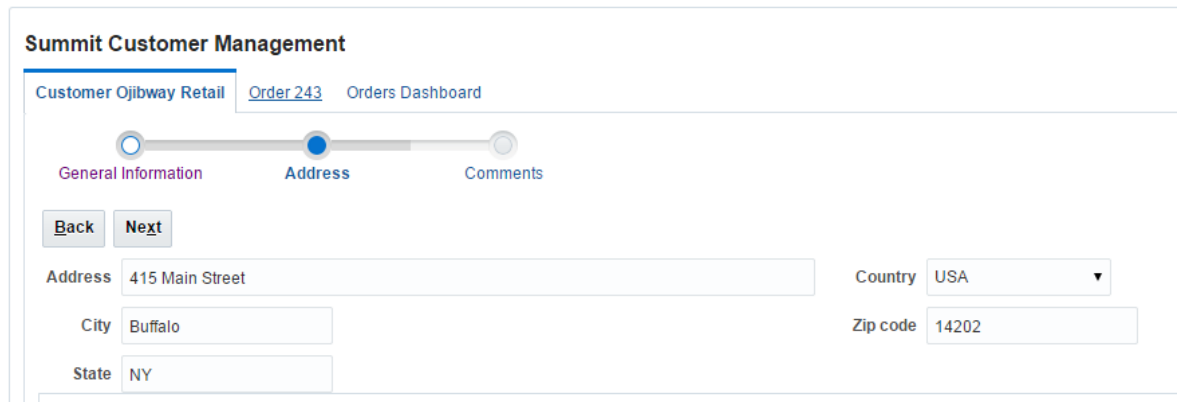 Summit Customer Management
Customer Ojibway Retail Order 243 Orders Dashboard
General Information Address Comments
Back Next
Address 415 Main Street Country USA
City Buffalo Zip code 14202
State NY